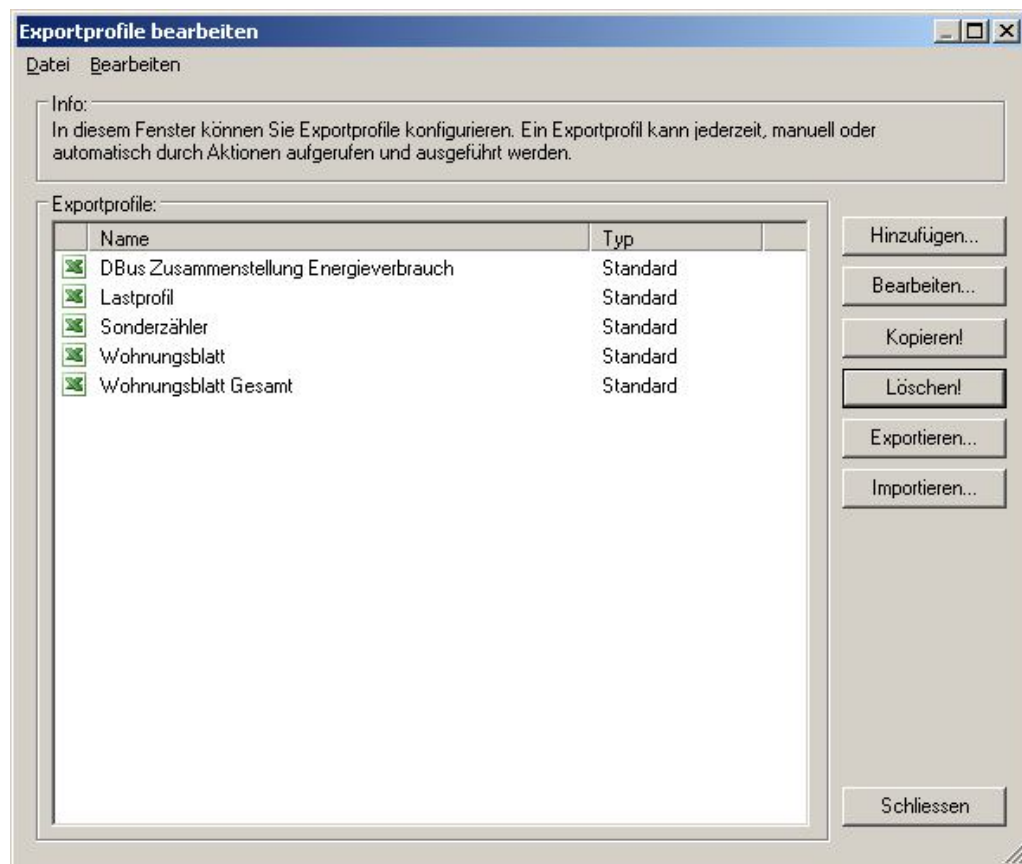 Exportprofile bearbeiten
Datei Bearbeiten
Info:
In diesem Fenster können Sie Exportprofile konfigurieren. Ein Exportprofil kann jederzeit, manuell oder
automatisch durch Aktionen aufgerufen und ausgeführt werden.
Exportprofile:
Name Typ
DBus Zusammenstellung Energieverbrauch Standard
Lastprofil Standard
Sonderzähler Standard
Wohnungsblatt Standard
Wohnungsblatt Gesamt Standard
Hinzufügen...
Bearbeiten...
Kopieren!
Löschen!
Exportieren...
Importieren...
Schliessen